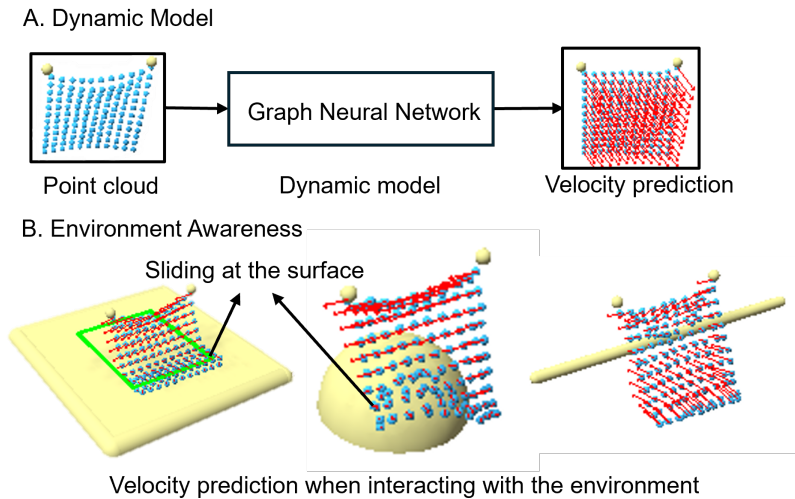 A. Dynamic Model
Graph Neural Network
Point cloud
Dynamic model
Velocity prediction
B. Environment Awareness
Sliding at the surface
Velocity prediction when interacting with the environment